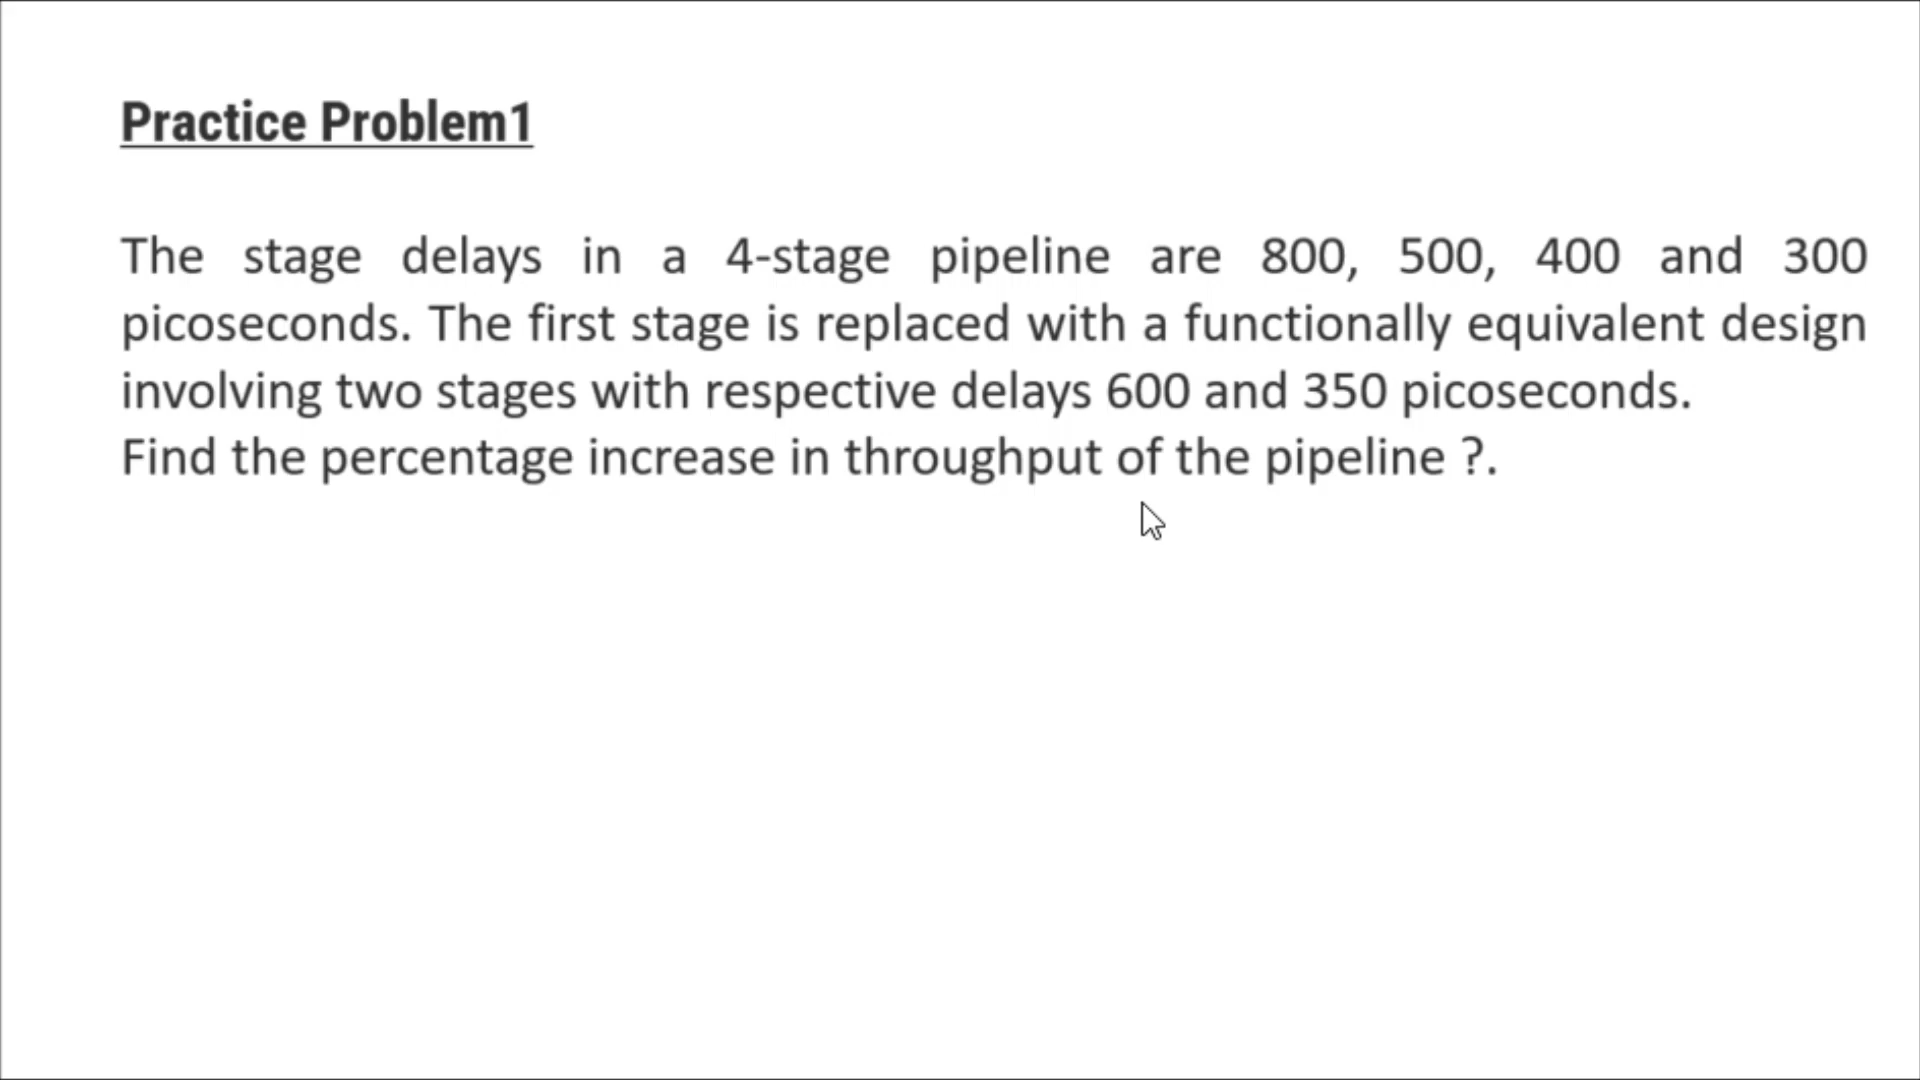 Practice Problem1
The stage delays in a 4-stage pipeline are 800, 500, 400 and 300
picoseconds. The first stage is replaced with a functionally equivalent design
involving two stages with respective delays 600 and 350 picoseconds.
Find the percentage increase in throughput of the pipeline ?.